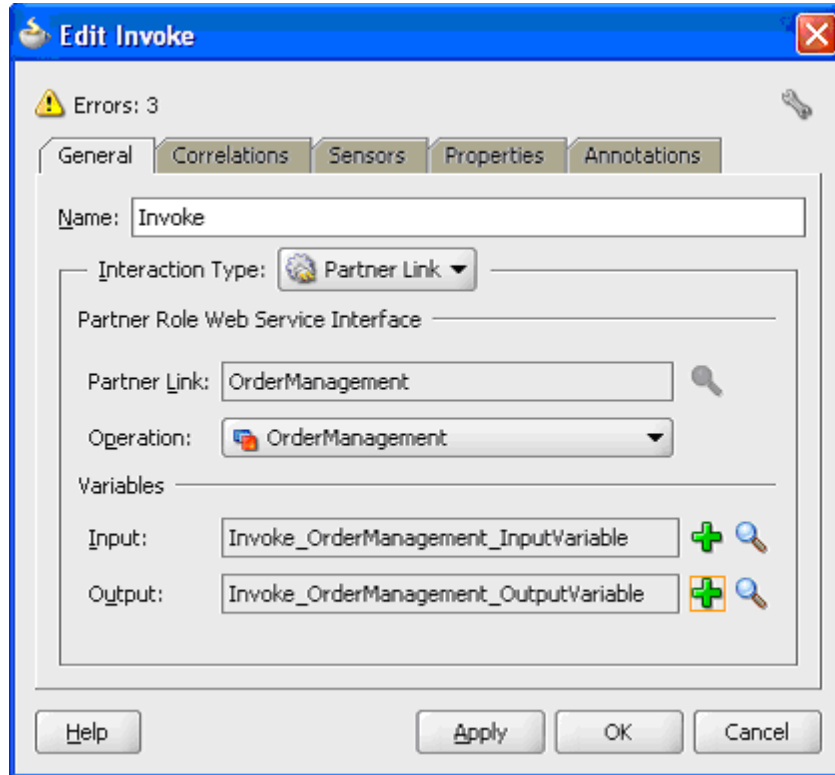 Edit Invoke
Errors: 3
General Correlations Sensors Properties Annotations
Name: Invoke
Interaction Type: Partner Link
Partner Role Web Service Interface
Partner Link: OrderManagement
Operation: OrderManagement
Variables
Input: Invoke_OrderManagement_InputVariable
Output: Invoke_OrderManagement_OutputVariable
Help Apply OK Cancel